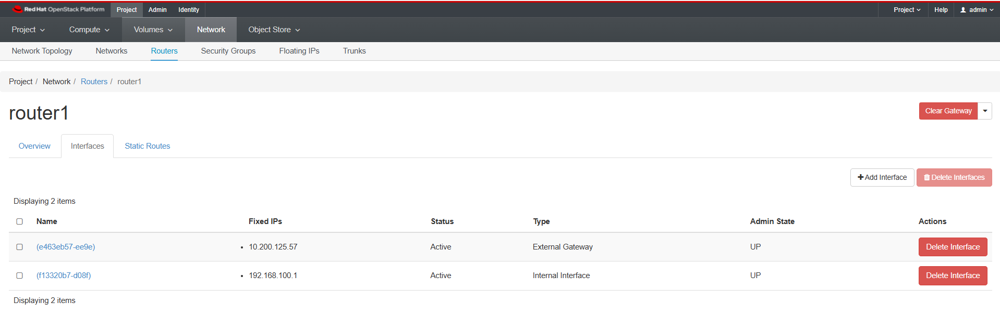 Red Hat OpenStack Platform Project Admin Identity Project Help admin
Project Compute Volumes Network Object Store
Network Topology Networks Routers Security Groups Floating IPs Trunks
Project / Network / Routers / router1
router1
Clear Gateway
Overview Interfaces Static Routes
+Add Interface Delete Interfaces
Displaying 2 items
Name Fixed IPs Status Type Admin State Actions
(e463eb57-ee9e) • 10.200.125.57 Active External Gateway UP Delete Interface
(f13320b7-d08f) • 192.168.100.1 Active Internal Interface UP Delete Interface
Displaying 2 items